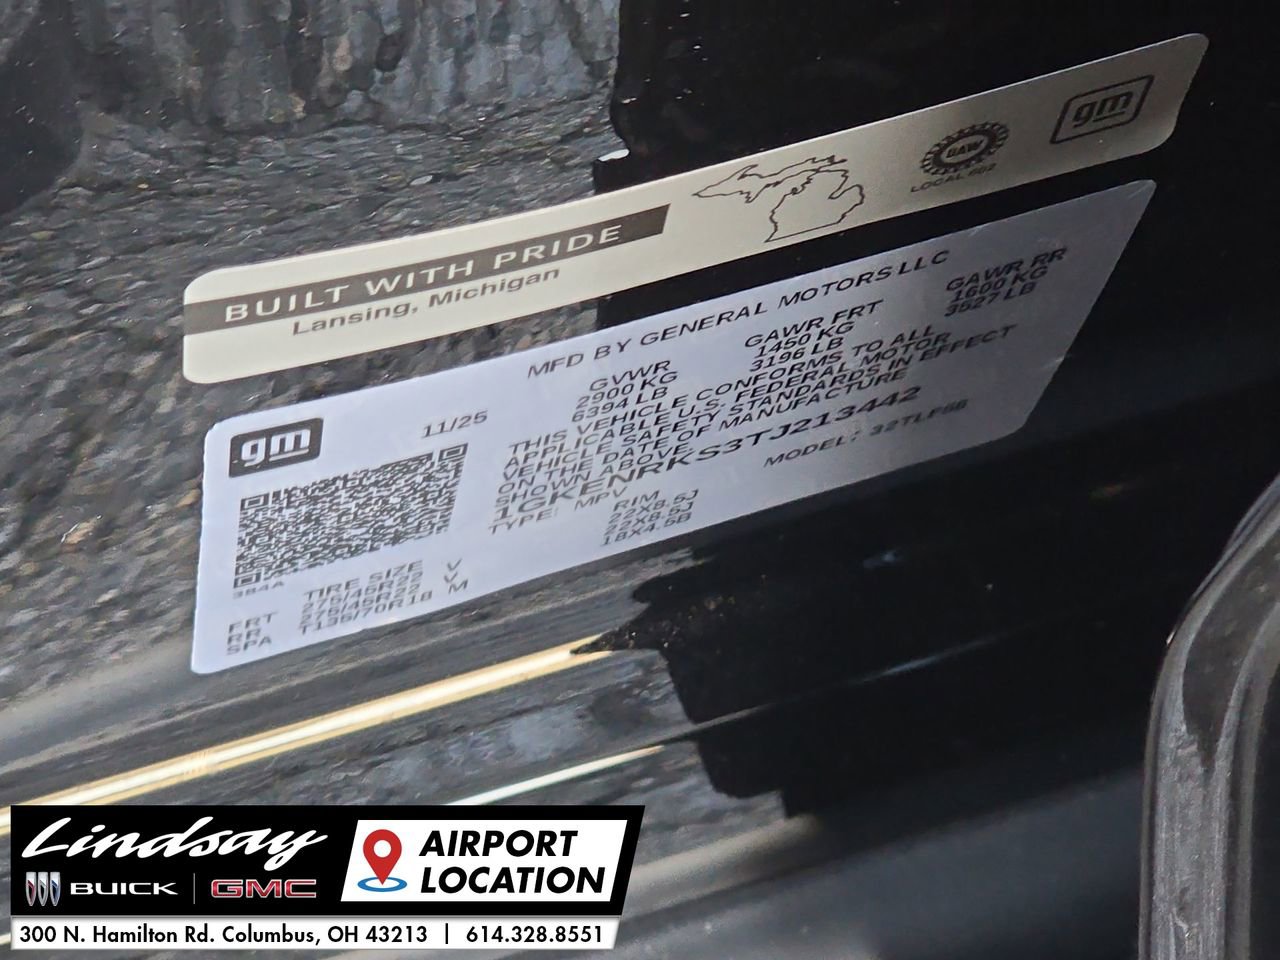 BUILT WITH PRIDE
Lansing, Michigan
UAW
LOCAL 602
gm
MFD BY GENERAL MOTORS LLC
gm
11/25
GVWR GAWR FRT GAWR RR
2900 KG 1450 KG 1600 KG
6394 LB 3196 LB 3527 LB
THIS VEHICLE CONFORMS TO ALL
APPLICABLE U.S. FEDERAL MOTOR
VEHICLE SAFETY STANDARDS IN EFFECT
ON THE DATE OF MANUFACTURE
SHOWN ABOVE.
1GKENRKS3TJ213442
TYPE: MPV MODEL: 32TLF56
384A
TIRE SIZE RIM
FRT 275/45R22 V 22X8.5J
RR 275/45R22 V 22X8.5J
SPA T135/70R18 M 18X4.5B
Lindsay
BUICK | GMC
AIRPORT
LOCATION
300 N. Hamilton Rd. Columbus, OH 43213 | 614.328.8551